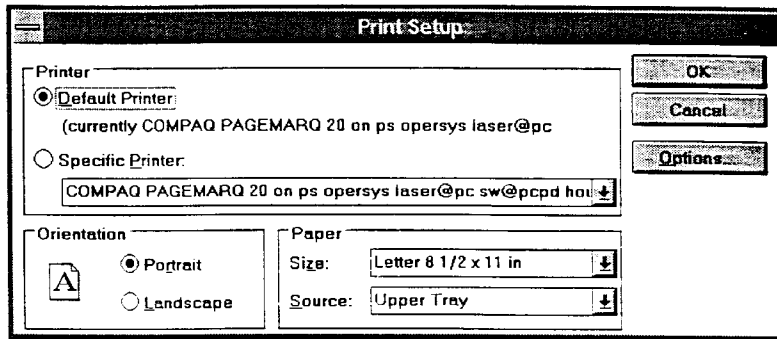 Print Setup
Printer
Default Printer
(currently COMPAQ PAGEMARQ 20 on ps opersys laser@pc
Specific Printer:
COMPAQ PAGEMARQ 20 on ps opersys laser@pc sw@pcpd hou
Orientation
A
Portrait
Landscape
Paper
Size: Letter 8 1/2 x 11 in
Source: Upper Tray
OK
Cancel
Options...